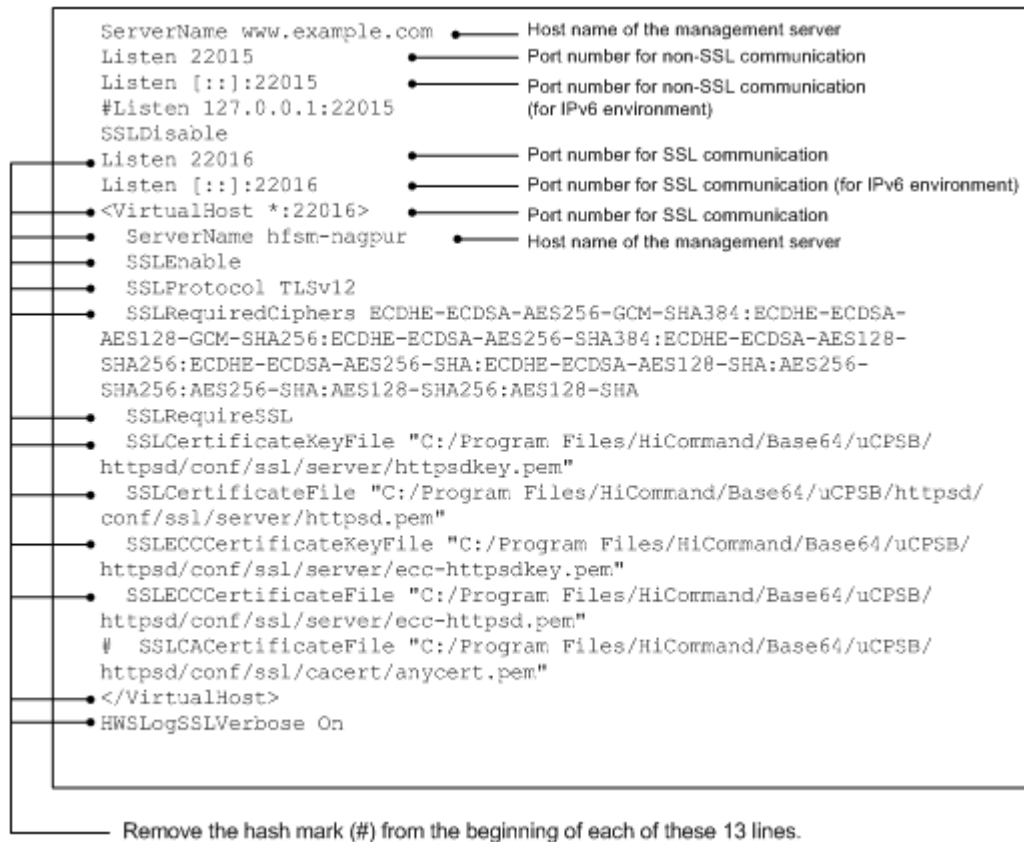 ServerName www.example.com Host name of the management server
Listen 22015 Port number for non-SSL communication
Listen [::]:22015 Port number for non-SSL communication
#Listen 127.0.0.1:22015 (for IPv6 environment)
SSLDisable
Listen 22016 Port number for SSL communication
Listen [::]:22016 Port number for SSL communication (for IPv6 environment)
<VirtualHost *:22016> Port number for SSL communication
ServerName hfsm-nagpur Host name of the management server
SSLEnable
SSLProtocol TLSv12
SSLRequiredCiphers ECDHE-ECDSA-AES256-GCM-SHA384:ECDHE-ECDSA-
AES128-GCM-SHA256:ECDHE-ECDSA-AES256-SHA384:ECDHE-ECDSA-AES128-
SHA256:ECDHE-ECDSA-AES256-SHA:ECDHE-ECDSA-AES128-SHA:AES256-
SHA256:AES256-SHA:AES128-SHA256:AES128-SHA
SSLRequireSSL
SSLCertificateKeyFile "C:/Program Files/HiCommand/Base64/uCPSB/
httpsd/conf/ssl/server/httpsdkey.pem"
SSLCertificateFile "C:/Program Files/HiCommand/Base64/uCPSB/httpsd/
conf/ssl/server/httpsd.pem"
SSLECCCertificateKeyFile "C:/Program Files/HiCommand/Base64/uCPSB/
httpsd/conf/ssl/server/ecc-httpsdkey.pem"
SSLECCCertificateFile "C:/Program Files/HiCommand/Base64/uCPSB/
httpsd/conf/ssl/server/ecc-httpsd.pem"
# SSLCACertificateFile "C:/Program Files/HiCommand/Base64/uCPSB/
httpsd/conf/ssl/cacert/anycert.pem"
</VirtualHost>
HWSLogSSLVerbose On
Remove the hash mark (#) from the beginning of each of these 13 lines.